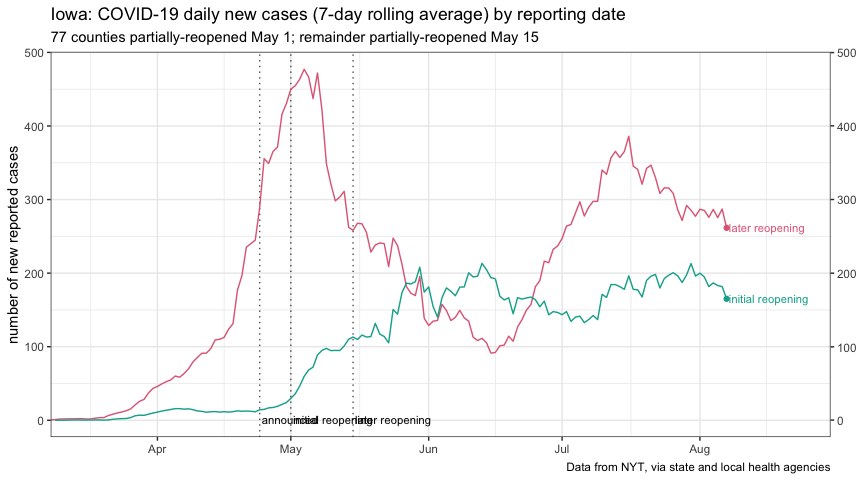 Iowa: COVID-19 daily new cases (7-day rolling average) by reporting date
77 counties partially-reopened May 1; remainder partially-reopened May 15
number of new reported cases
500
400
300
200
100
0
500
400
300
200
100
0
later reopening
initial reopening
announced
initial reopening
later reopening
Apr
May
Jun
Jul
Aug
Data from NYT, via state and local health agencies